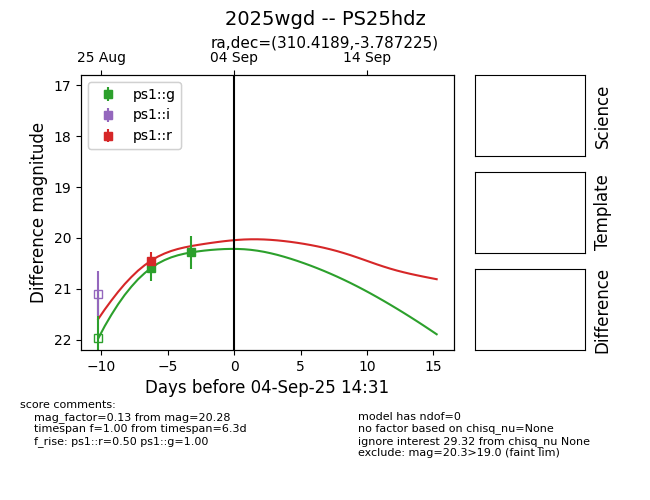 2025wgd -- PS25hdz
ra,dec=(310.4189,-3.787225)
25 Aug
04 Sep
14 Sep
17
18
19
20
21
22
Difference magnitude
ps1::g
ps1::i
ps1::r
−10
−5
0
5
10
15
Days before 04-Sep-25 14:31
Science
Template
Difference
score comments:
mag_factor=0.13 from mag=20.28
timespan f=1.00 from timespan=6.3d
f_rise: ps1::r=0.50 ps1::g=1.00
model has ndof=0
no factor based on chisq_nu=None
ignore interest 29.32 from chisq_nu None
exclude: mag=20.3>19.0 (faint lim)